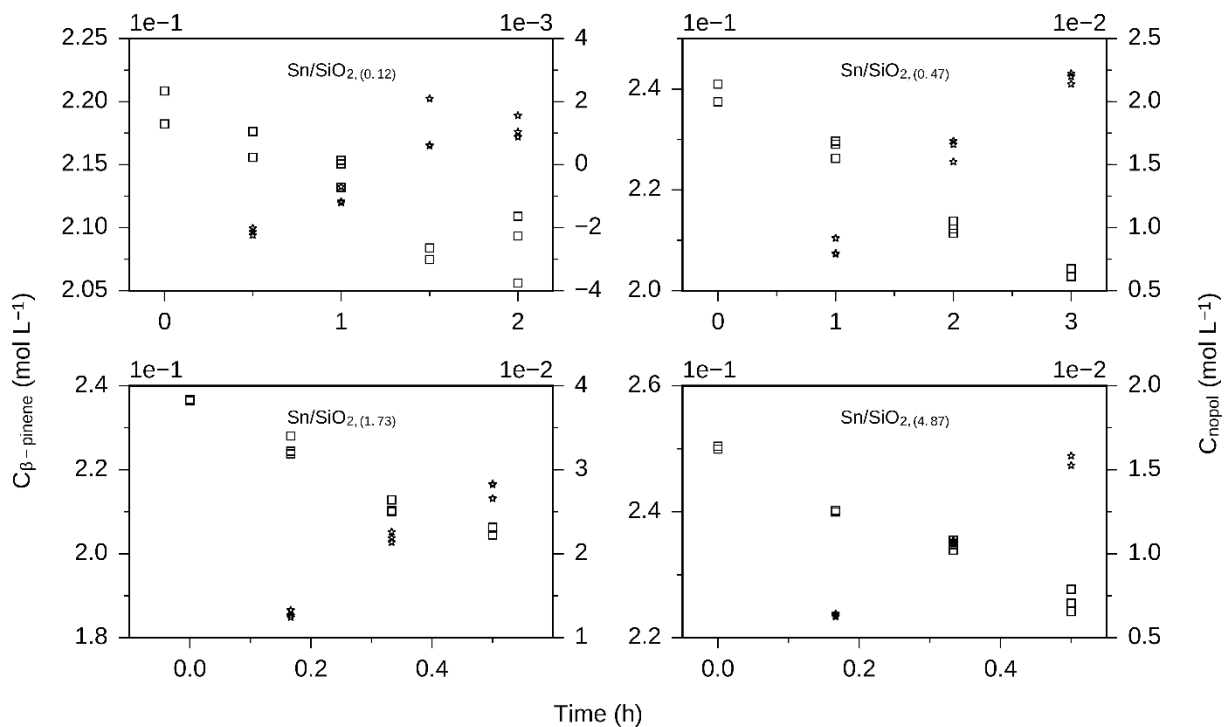 1e−1 1e−3
2.25 4
Sn/SiO2,(0.12)
2.20 2
2.15 0
2.10 −2
2.05 −4
0 1 2
1e−1 1e−2
2.5
Sn/SiO2,(0.47)
2.4 2.0
1.5
2.2 1.0
2.0 0.5
0 1 2 3
1e−1 1e−2
2.4 4
Sn/SiO2,(1.73)
2.2 3
2.0 2
1.8 1
0.0 0.2 0.4
1e−1 1e−2
2.6 2.0
Sn/SiO2,(4.87)
1.5
2.4 1.0
2.2 0.5
0.0 0.2 0.4
Cβ−pinene (mol L−1)
Cnopol (mol L−1)
Time (h)